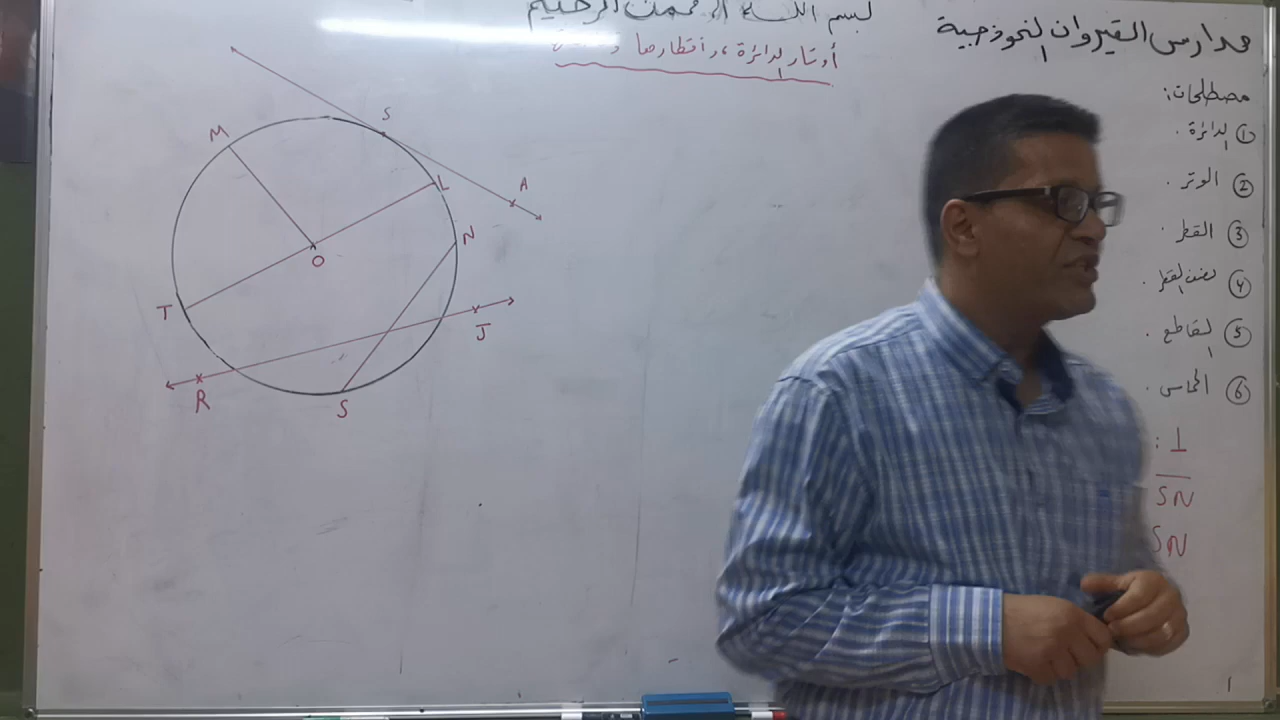 بسم الله الرحمن الرحيم
مدارس القيروان النموذجية
أوتار الدائرة، أقطارها و
مصطلحات:
① الدائرة.
② الوتر.
③ القطر.
④ نصف القطر.
⑤ القاطع.
⑥ المماس.
⊥ :
SN
SN
M
S
L
A
N
O
T
J
R
S
1